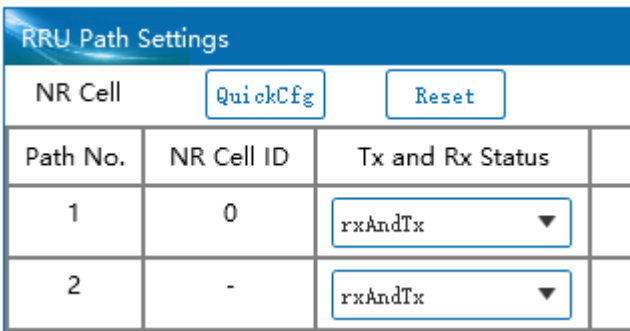 RRU Path Settings
NR Cell QuickCfg Reset
Path No. NR Cell ID Tx and Rx Status
1 0 rxAndTx
2 - rxAndTx